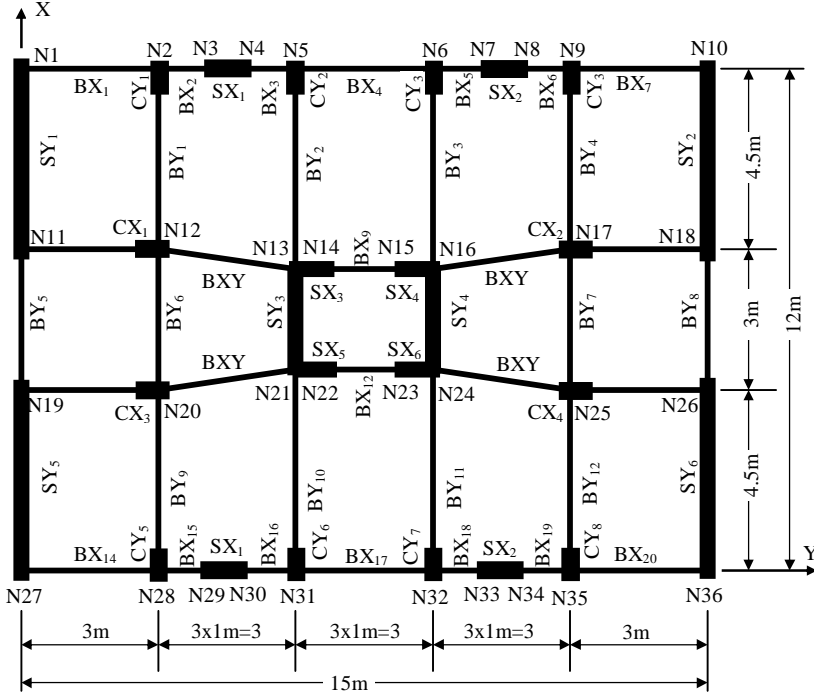 X
N1 N2 N3 N4 N5 N6 N7 N8 N9 N10
BX₁ CY₁ BX₂ SX₁ BX₃ CY₂ BX₄ CY₃ BX₅ SX₂ BX₆ CY₃ BX₇
SY₁ BY₁ BY₂ BY₃ BY₄ SY₂ 4.5m
N11 CX₁ N12 N13 N14 BX₉ N15 N16 CX₂ N17 N18
BXY SX₃ SX₄ BXY
BY₅ BY₆ SY₃ SY₄ BY₇ BY₈ 3m 12m
BXY SX₅ SX₆ BXY
N19 CX₃ N20 N21 N22 BX₁₂ N23 N24 CX₄ N25 N26
SY₅ BY₉ BY₁₀ BY₁₁ BY₁₂ SY₆ 4.5m
BX₁₄ CY₅ BX₁₅ SX₁ BX₁₆ CY₆ BX₁₇ CY₇ BX₁₈ SX₂ BX₁₉ CY₈ BX₂₀ Y
N27 N28 N29 N30 N31 N32 N33 N34 N35 N36
3m 3x1m=3 3x1m=3 3x1m=3 3m
15m